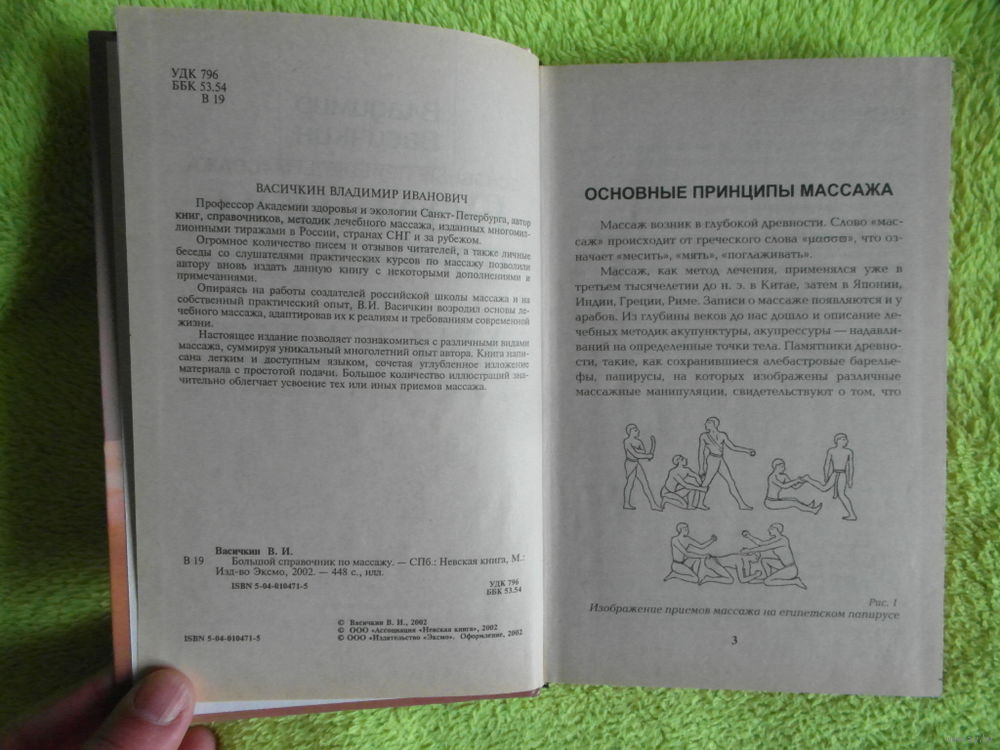 УДК 796
ББК 53.54
В 19
ВАСИЧКИН ВЛАДИМИР ИВАНОВИЧ
Профессор Академии здоровья и экологии Санкт-Петербурга, автор
книг, справочников, методик лечебного массажа, изданных многомил-
лионными тиражами в России, странах СНГ и за рубежом.
Огромное количество писем и отзывов читателей, а также личные
беседы со слушателями практических курсов по массажу позволили
автору вновь издать данную книгу с некоторыми дополнениями и
примечаниями.
Опираясь на работы создателей российской школы массажа и на
собственный практический опыт, В.И. Васичкин возродил основы ле-
чебного массажа, адаптировав их к реалиям и требованиям современной
жизни.
Настоящее издание позволяет познакомиться с различными видами
массажа, суммируя уникальный многолетний опыт автора. Книга напи-
сана легким и доступным языком, сочетая углубленное изложение
материала с простотой подачи. Большое количество иллюстраций зна-
чительно облегчает усвоение тех или иных приемов массажа.
Васичкин В. И.
В 19 Большой справочник по массажу. — СПб.: Невская книга, М.:
Изд-во Эксмо, 2002. — 448 с., илл.
ISBN 5-04-010471-5
УДК 796
ББК 53.54
© Васичкин В. И., 2002
© ООО «Ассоциация «Невская книга», 2002
ISBN 5-04-010471-5 © ООО «Издательство «Эксмо». Оформление, 2002
ОСНОВНЫЕ ПРИНЦИПЫ МАССАЖА
Массаж возник в глубокой древности. Слово «мас-
саж» происходит от греческого слова «μασσω», что оз-
начает «месить», «мять», «поглаживать».
Массаж, как метод лечения, применялся уже в
третьем тысячелетии до н. э. в Китае, затем в Японии,
Индии, Греции, Риме. Записи о массаже появляются и у
арабов. Из глубины веков до нас дошло и описание ле-
чебных методик акупунктуры, акупрессуры — надавли-
ваний на определенные точки тела. Памятники древно-
сти, такие, как сохранившиеся алебастровые барелье-
фы, папирусы, на которых изображены различные
массажные манипуляции, свидетельствуют о том, что
Рис. 1
Изображение приемов массажа на египетском папирусе
3